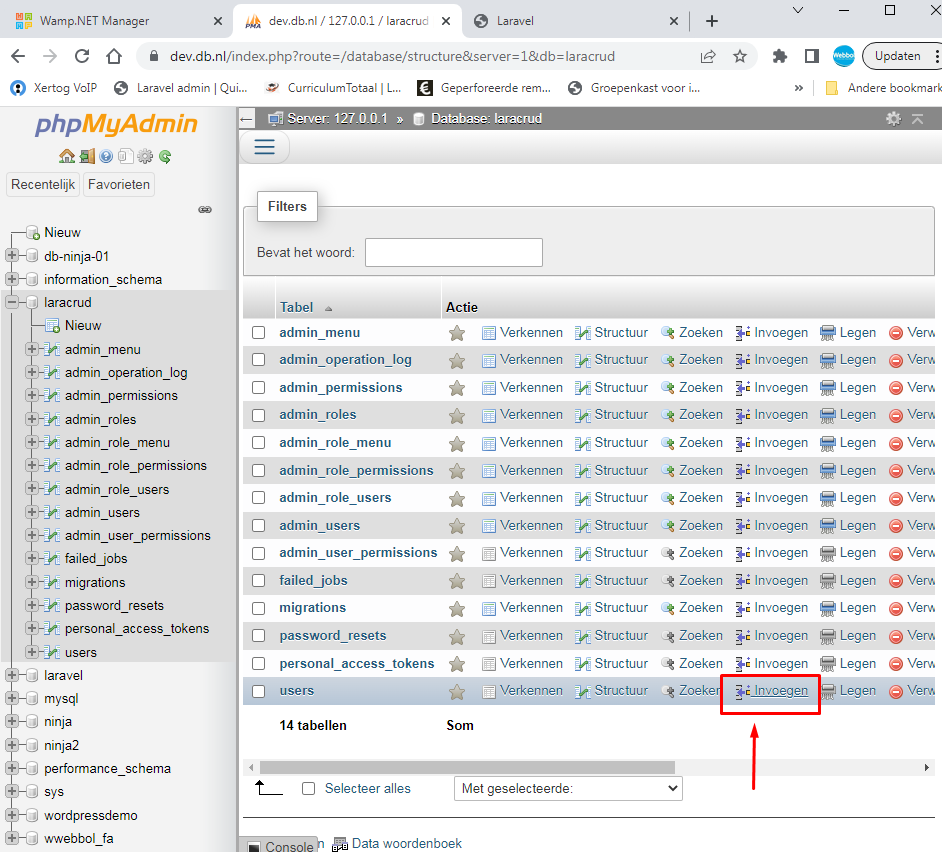 Wamp.NET Manager
dev.db.nl / 127.0.0.1 / laracrud
Laravel
dev.db.nl/index.php?route=/database/structure&server=1&db=laracrud
Webbo
Updaten
Xertog VoIP
Laravel admin | Qui...
CurriculumTotaal | L...
Geperforeerde rem...
Groepenkast voor i...
»
Andere bookmark
phpMyAdmin
Recentelijk
Favorieten
Nieuw
db-ninja-01
information_schema
laracrud
Nieuw
admin_menu
admin_operation_log
admin_permissions
admin_roles
admin_role_menu
admin_role_permissions
admin_role_users
admin_users
admin_user_permissions
failed_jobs
migrations
password_resets
personal_access_tokens
users
laravel
mysql
ninja
ninja2
performance_schema
sys
wordpressdemo
wwebbol_fa
Server: 127.0.0.1 » Database: laracrud
Filters
Bevat het woord:
Tabel Actie
admin_menu Verkennen Structuur Zoeken Invoegen Legen Verw
admin_operation_log Verkennen Structuur Zoeken Invoegen Legen Verw
admin_permissions Verkennen Structuur Zoeken Invoegen Legen Verw
admin_roles Verkennen Structuur Zoeken Invoegen Legen Verw
admin_role_menu Verkennen Structuur Zoeken Invoegen Legen Verw
admin_role_permissions Verkennen Structuur Zoeken Invoegen Legen Verw
admin_role_users Verkennen Structuur Zoeken Invoegen Legen Verw
admin_users Verkennen Structuur Zoeken Invoegen Legen Verw
admin_user_permissions Verkennen Structuur Zoeken Invoegen Legen Verw
failed_jobs Verkennen Structuur Zoeken Invoegen Legen Verw
migrations Verkennen Structuur Zoeken Invoegen Legen Verw
password_resets Verkennen Structuur Zoeken Invoegen Legen Verw
personal_access_tokens Verkennen Structuur Zoeken Invoegen Legen Verw
users Verkennen Structuur Zoeken Invoegen Legen Verw
14 tabellen Som
Selecteer alles
Met geselecteerde:
Console
n
Data woordenboek